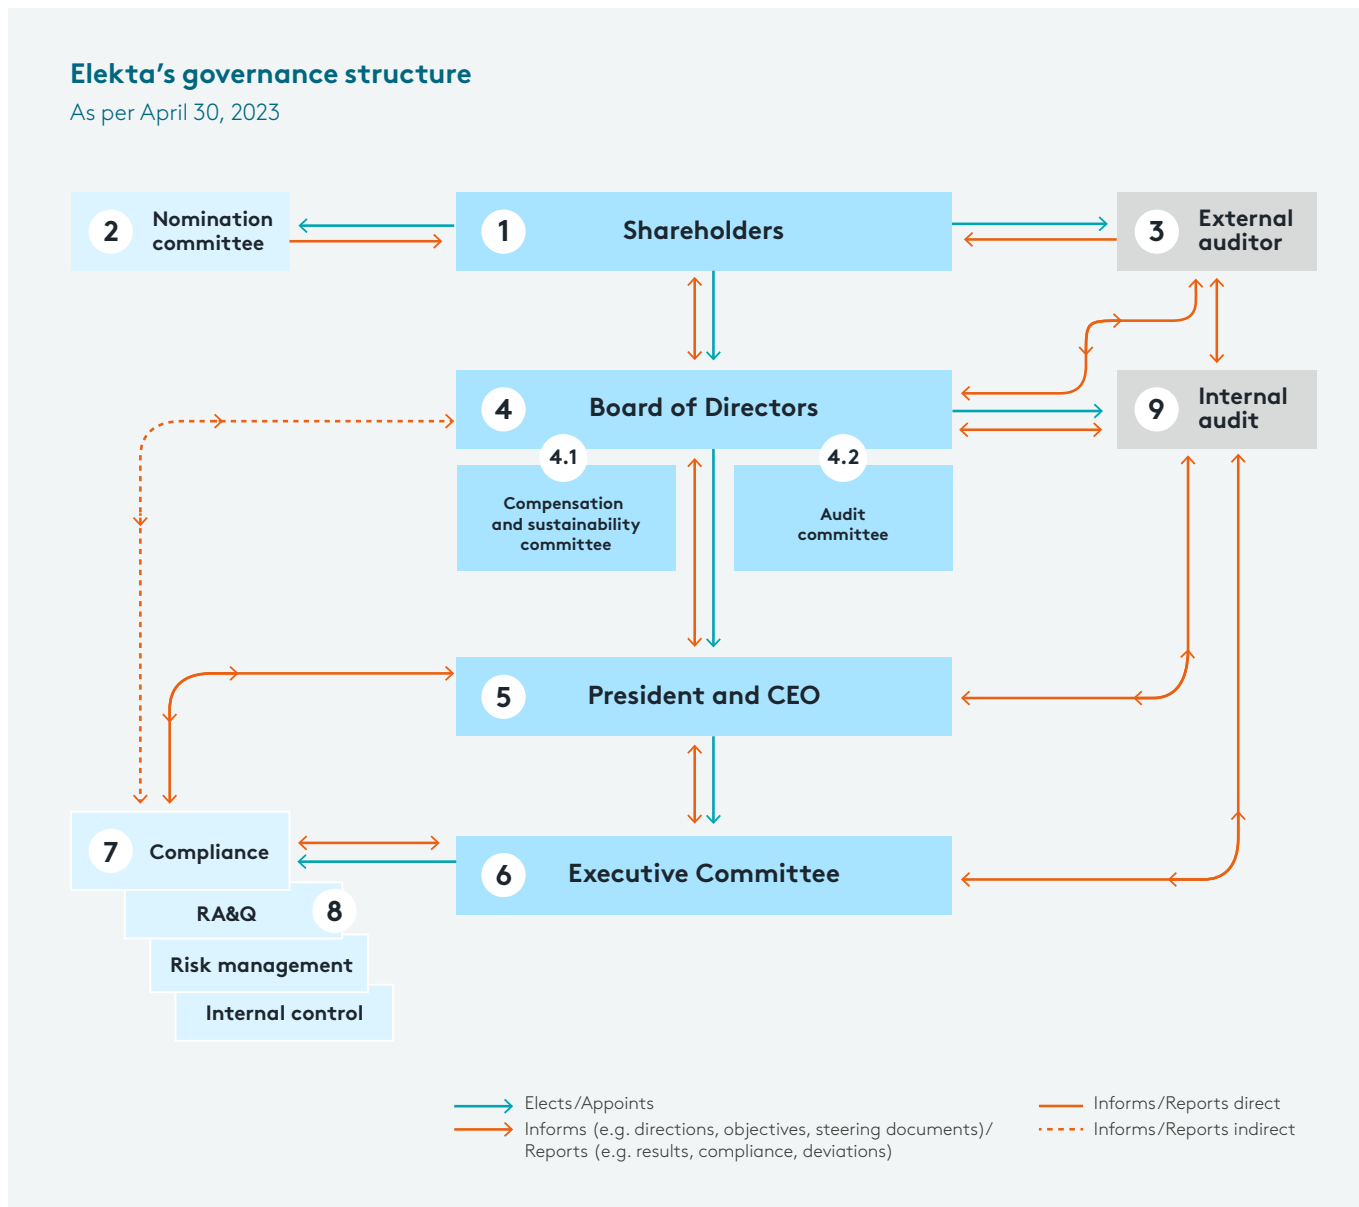 Elekta’s governance structure
As per April 30, 2023
2
Nomination
committee
1
Shareholders
3
External
auditor
4
Board of Directors
9
Internal
audit
4.1
Compensation
and sustainability
committee
4.2
Audit
committee
5
President and CEO
7
Compliance
6
Executive Committee
RA&Q
8
Risk management
Internal control
Elects/Appoints
Informs (e.g. directions, objectives, steering documents)/
Reports (e.g. results, compliance, deviations)
Informs/Reports direct
Informs/Reports indirect